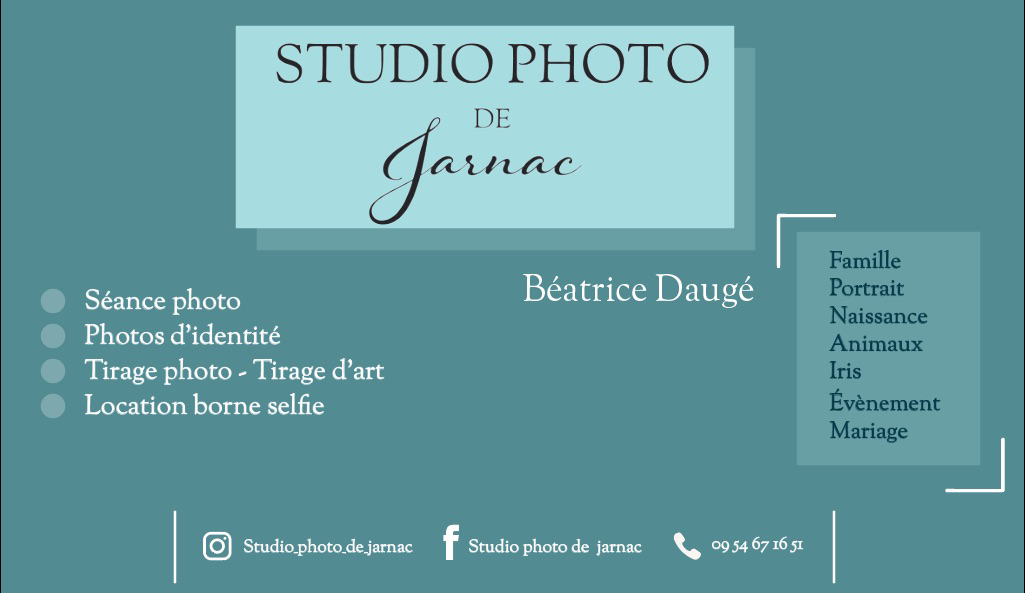 STUDIO PHOTO
DE
Jarnac
Béatrice Daugé
Séance photo
Photos d'identité
Tirage photo - Tirage d'art
Location borne selfie
Famille
Portrait
Naissance
Animaux
Iris
Évènement
Mariage
Studio_photo_de_jarnac
Studio photo de jarnac
09 54 67 16 51